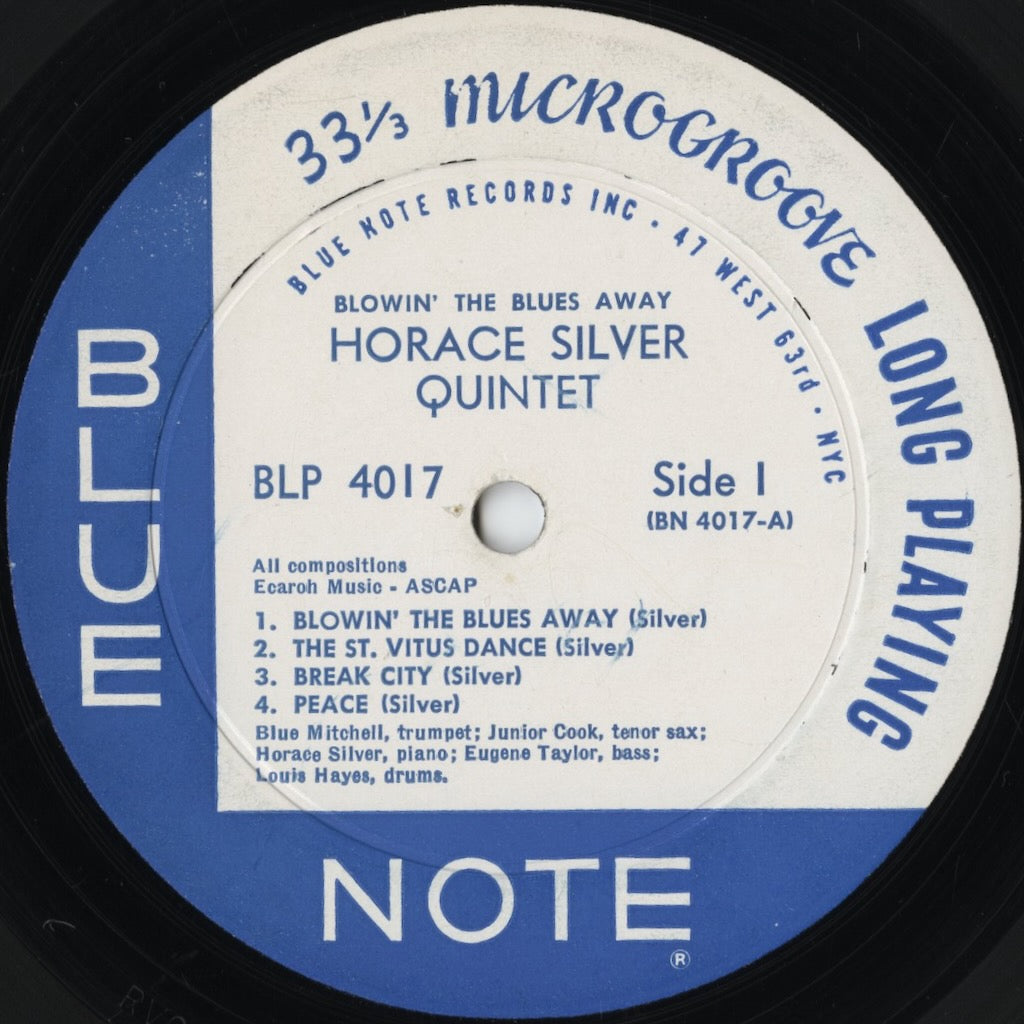 33⅓ MICROGROOVE LONG PLAYING
BLUE NOTE RECORDS INC · 47 WEST 63rd · NYC
BLOWIN' THE BLUES AWAY
HORACE SILVER
QUINTET
BLP 4017
Side 1
(BN 4017-A)
All compositions
Ecaroh Music - ASCAP
1. BLOWIN' THE BLUES AWAY (Silver)
2. THE ST. VITUS DANCE (Silver)
3. BREAK CITY (Silver)
4. PEACE (Silver)
Blue Mitchell, trumpet; Junior Cook, tenor sax;
Horace Silver, piano; Eugene Taylor, bass;
Louis Hayes, drums.
BLUE
NOTE
®